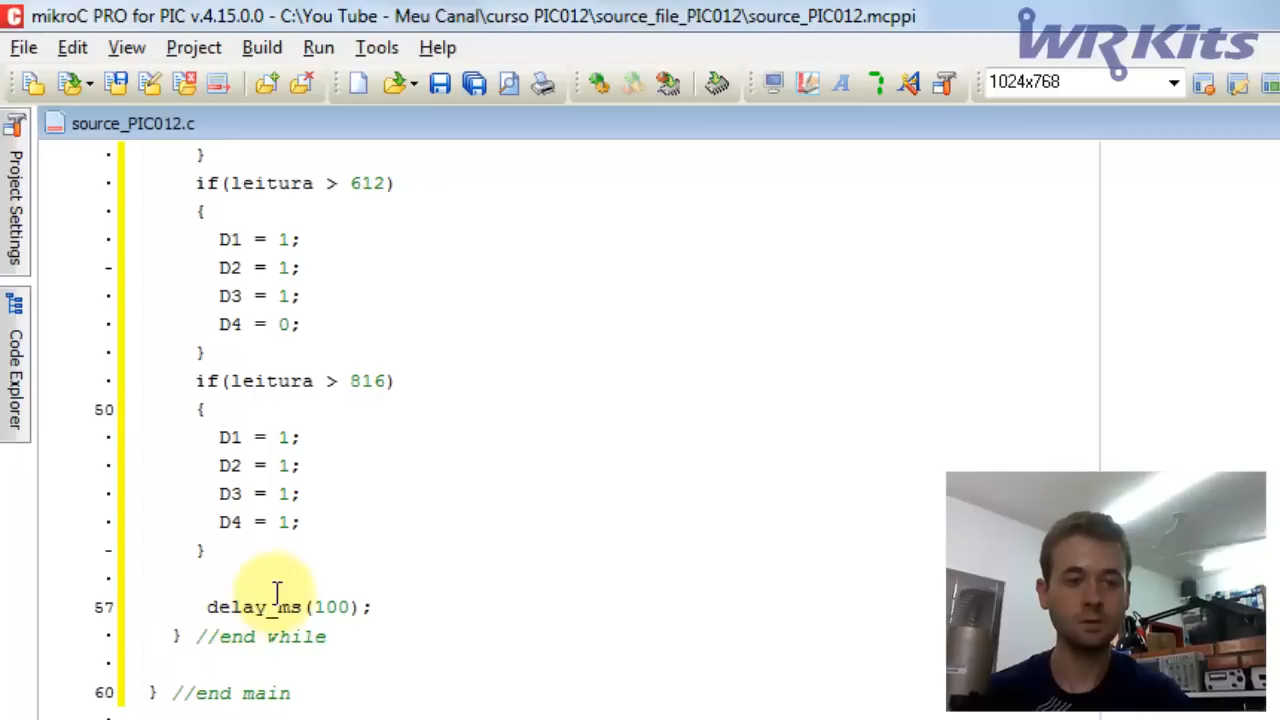 mikroC PRO for PIC v.4.15.0.0 - C:\You Tube - Meu Canal\curso PIC012\source_file_PIC012\source_PIC012.mcppi
WR Kits
File Edit View Project Build Run Tools Help
1024x768
source_PIC012.c
Project Settings
Code Explorer
}
if(leitura > 612)
{
D1 = 1;
D2 = 1;
D3 = 1;
D4 = 0;
}
if(leitura > 816)
50 {
D1 = 1;
D2 = 1;
D3 = 1;
D4 = 1;
}
57 delay_ms(100);
} //end while
60 } //end main